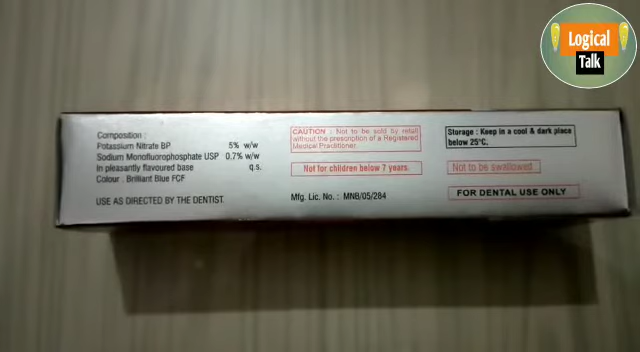 Logical
Talk
Composition :
Potassium Nitrate BP 5% w/w
Sodium Monofluorophosphate USP 0.7% w/w
In pleasantly flavoured base q.s.
Colour : Brilliant Blue FCF
USE AS DIRECTED BY THE DENTIST.
CAUTION : Not to be sold by retail
without the prescription of a Registered
Medical Practitioner.
Not for children below 7 years.
Mfg. Lic. No. : MNB/05/284
Storage : Keep in a cool & dark place
below 25°C.
Not to be swallowed
FOR DENTAL USE ONLY